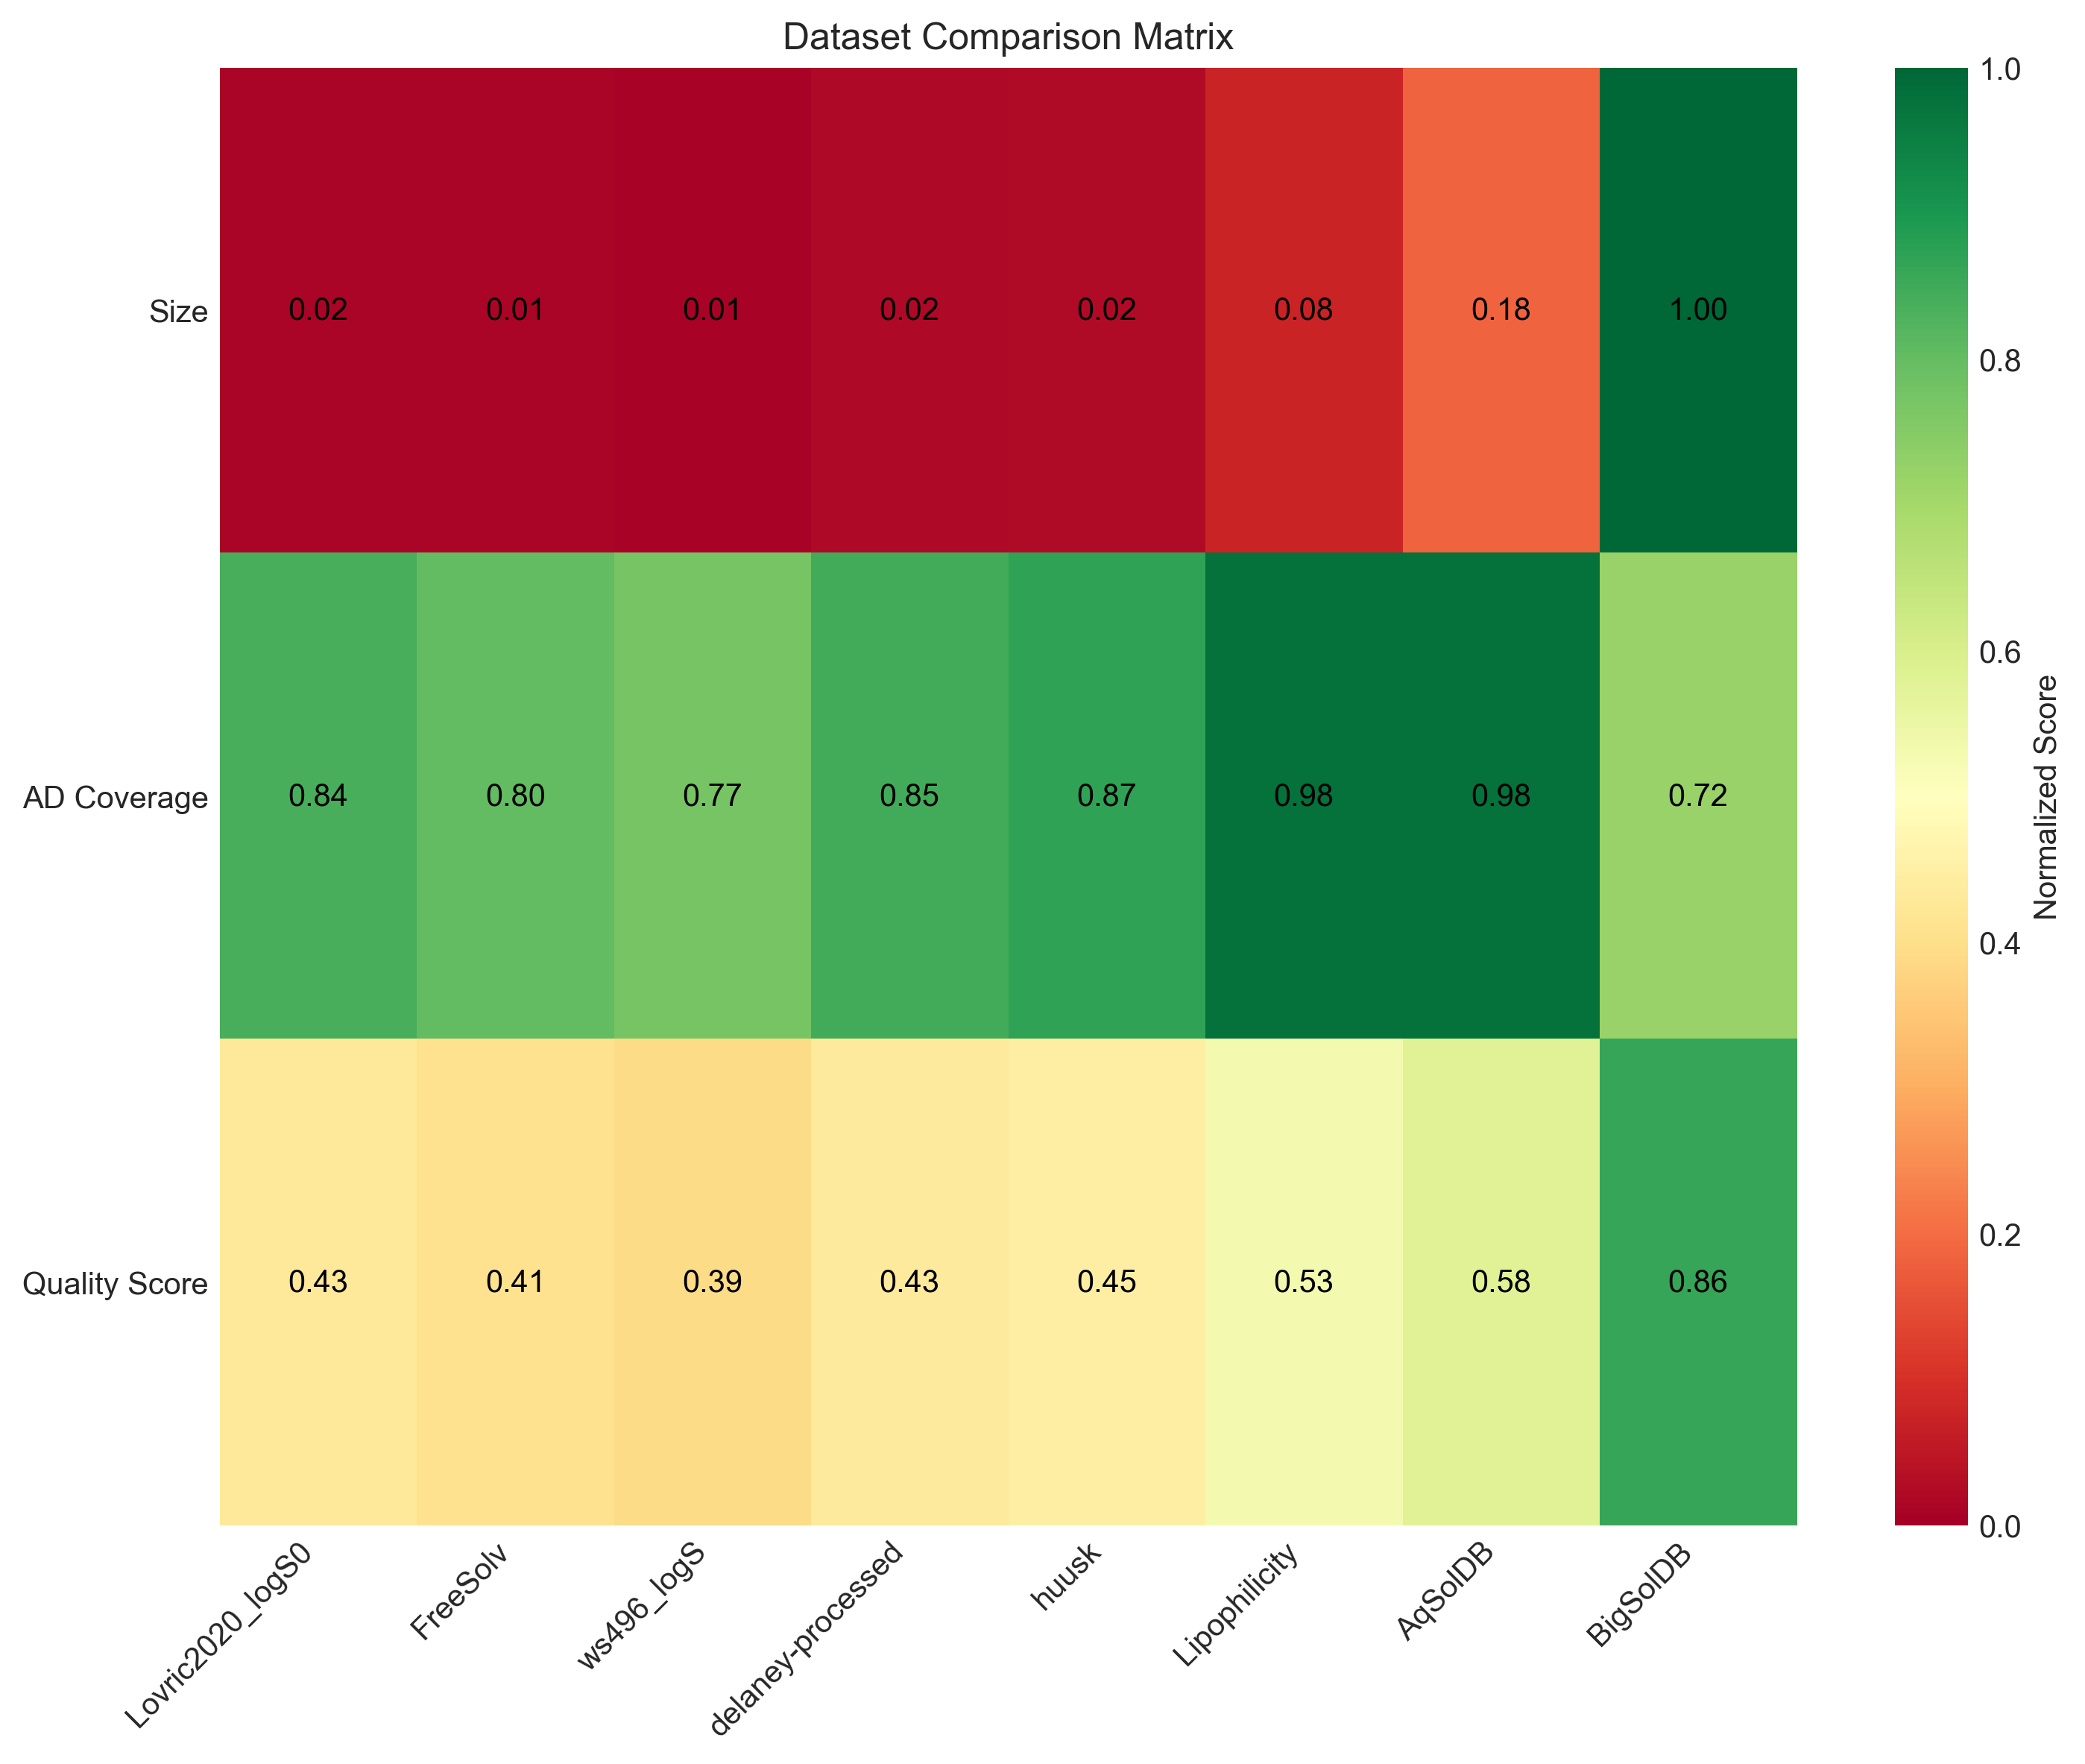 Dataset Comparison Matrix
Size 0.02 0.01 0.01 0.02 0.02 0.08 0.18 1.00
AD Coverage 0.84 0.80 0.77 0.85 0.87 0.98 0.98 0.72
Quality Score 0.43 0.41 0.39 0.43 0.45 0.53 0.58 0.86
Lovric2020_logS0
FreeSolv
ws496_logS
delaney-processed
huusk
Lipophilicity
AqSolDB
BigSolDB
1.0
0.8
0.6
0.4
0.2
0.0
Normalized Score